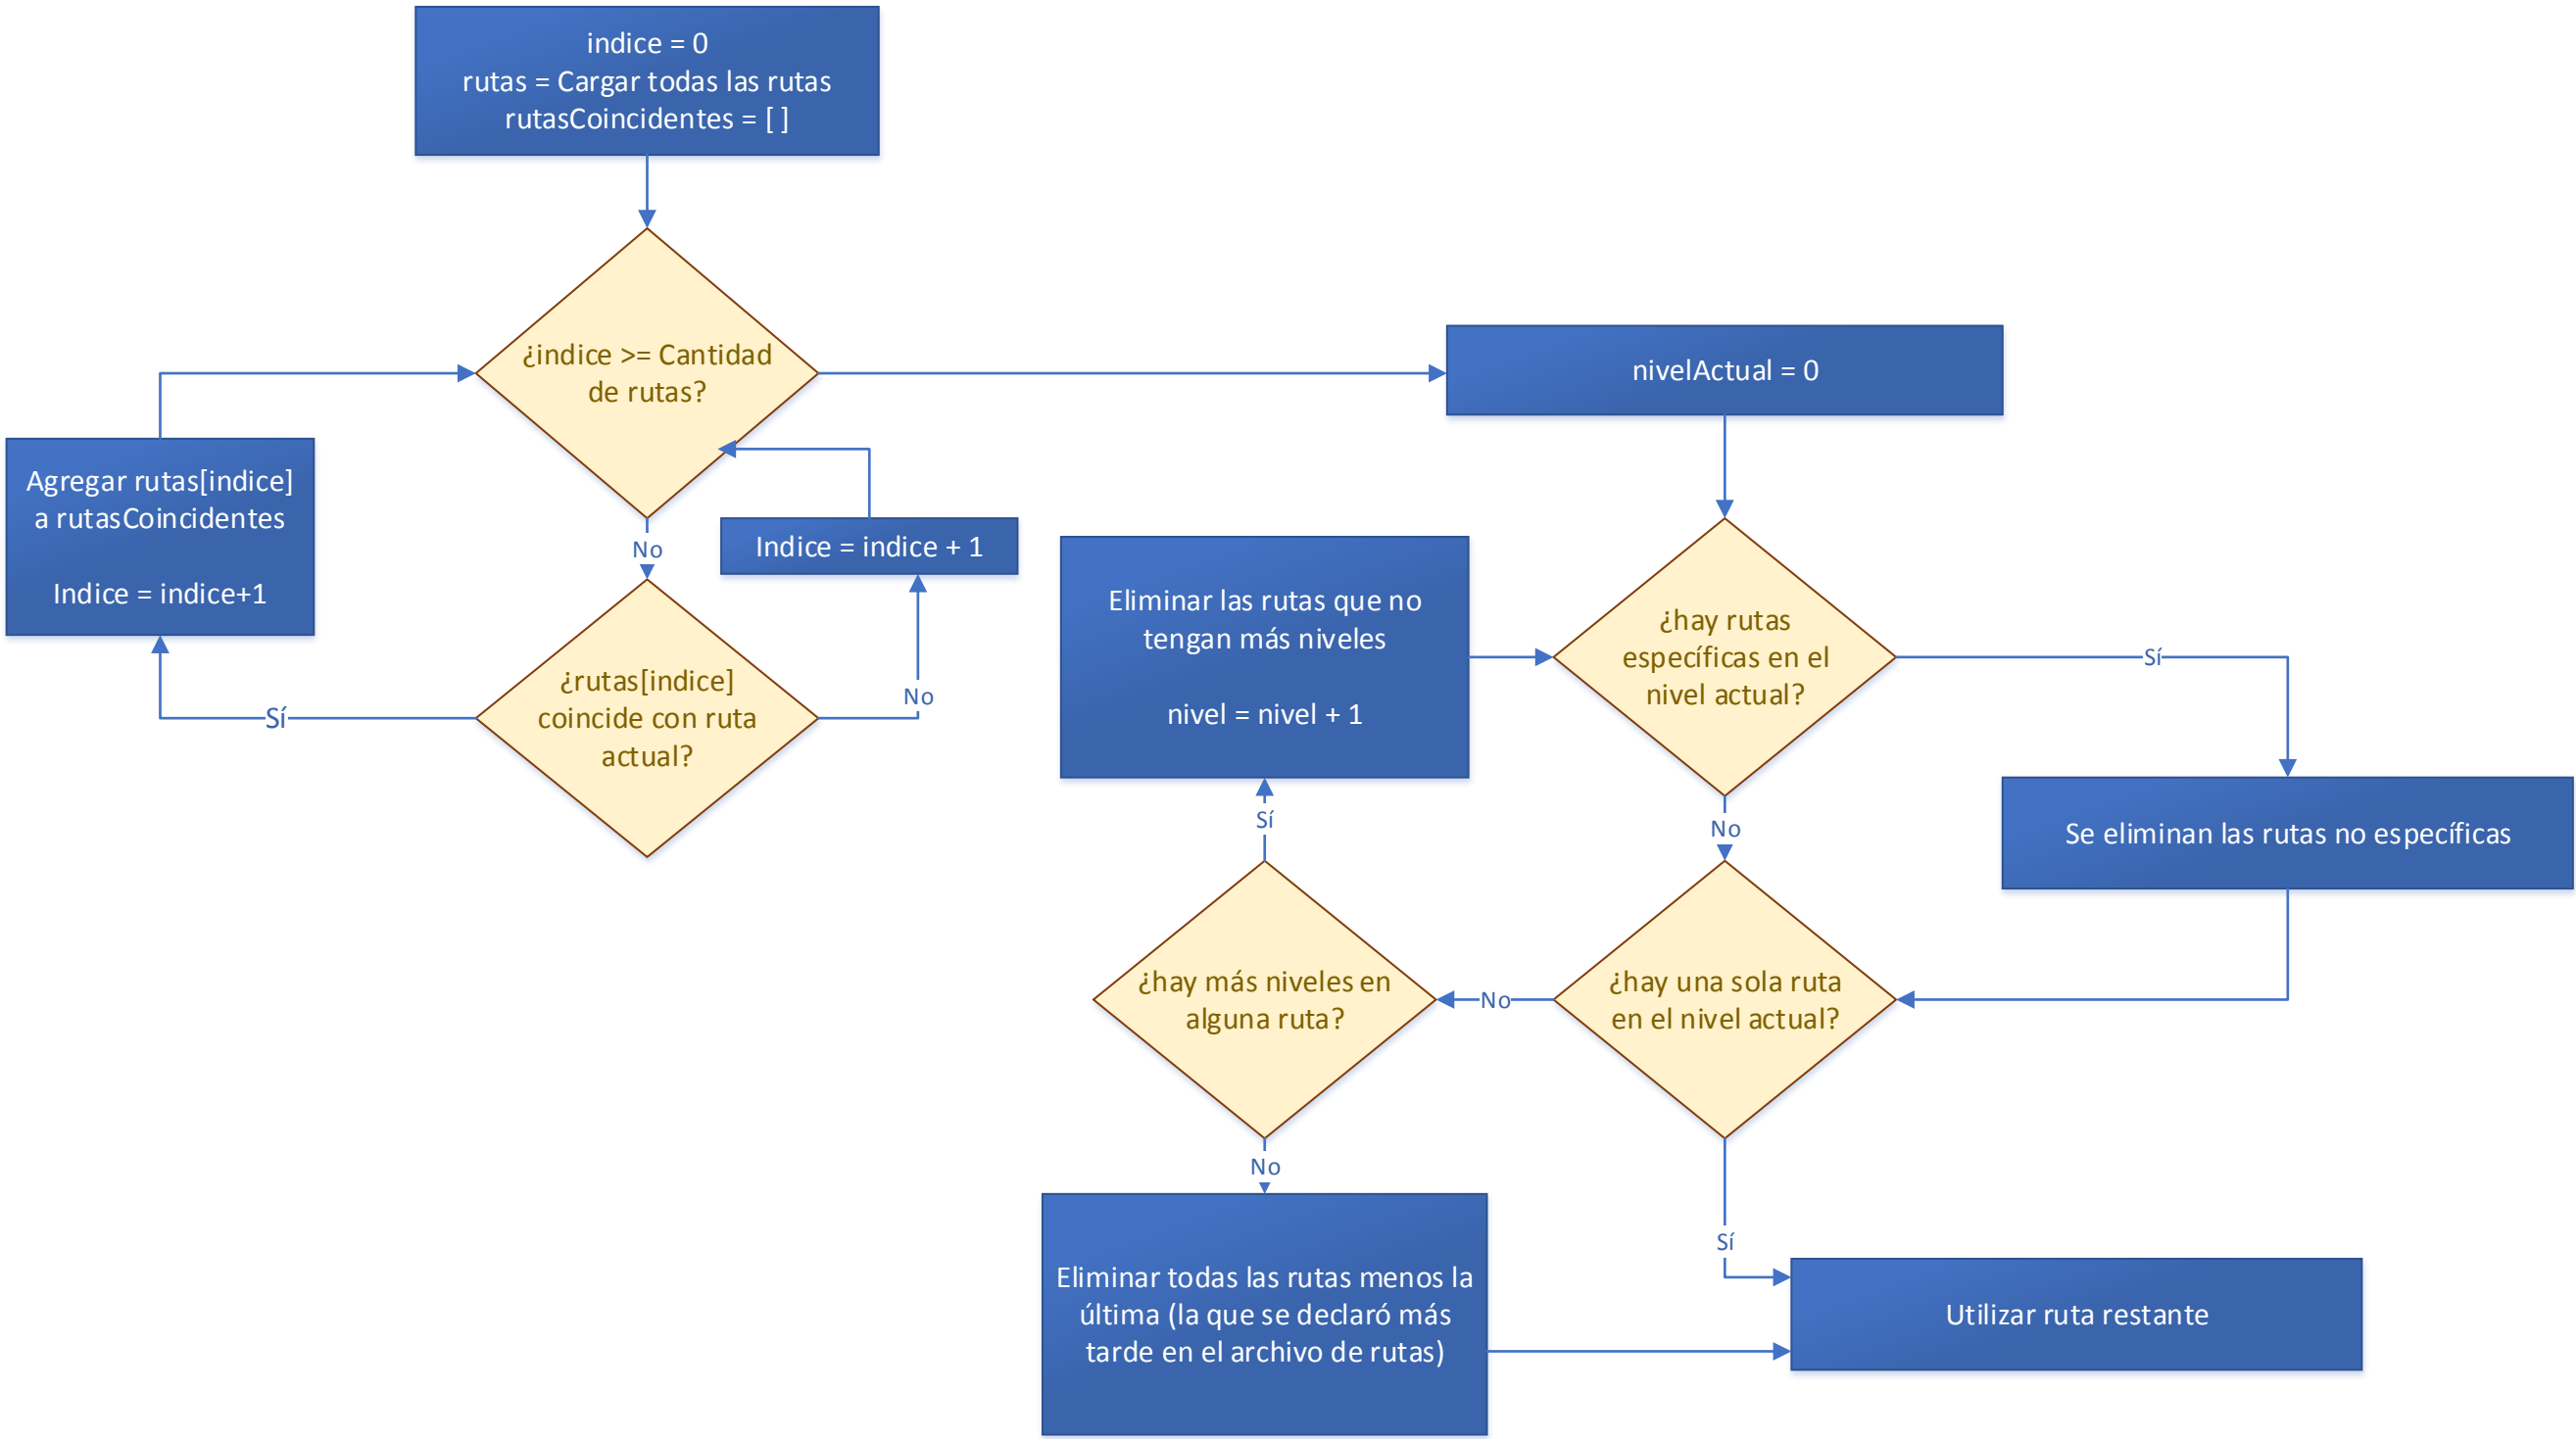 indice = 0
rutas = Cargar todas las rutas
rutasCoincidentes = [ ]
¿indice >= Cantidad
de rutas?
nivelActual = 0
Agregar rutas[indice]
a rutasCoincidentes
Indice = indice+1
No
Indice = indice + 1
¿rutas[indice]
coincide con ruta
actual?
Sí
No
Eliminar las rutas que no
tengan más niveles
nivel = nivel + 1
¿hay rutas
específicas en el
nivel actual?
Sí
No
Se eliminan las rutas no específicas
Sí
¿hay más niveles en
alguna ruta?
No
¿hay una sola ruta
en el nivel actual?
No
Sí
Eliminar todas las rutas menos la
última (la que se declaró más
tarde en el archivo de rutas)
Utilizar ruta restante